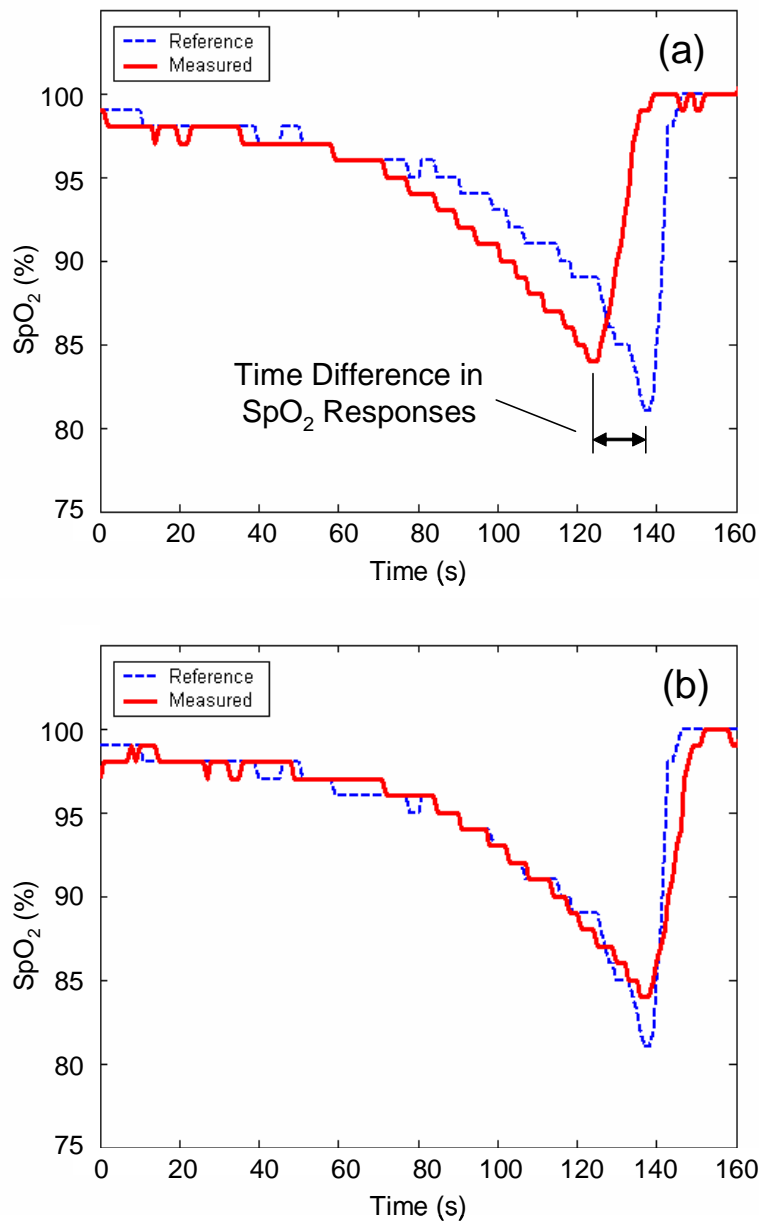 (a)
Reference
Measured
100
95
90
85
80
75
SpO₂ (%)
Time Difference in
SpO₂ Responses
0 20 40 60 80 100 120 140 160
Time (s)
(b)
Reference
Measured
100
95
90
85
80
75
SpO₂ (%)
0 20 40 60 80 100 120 140 160
Time (s)